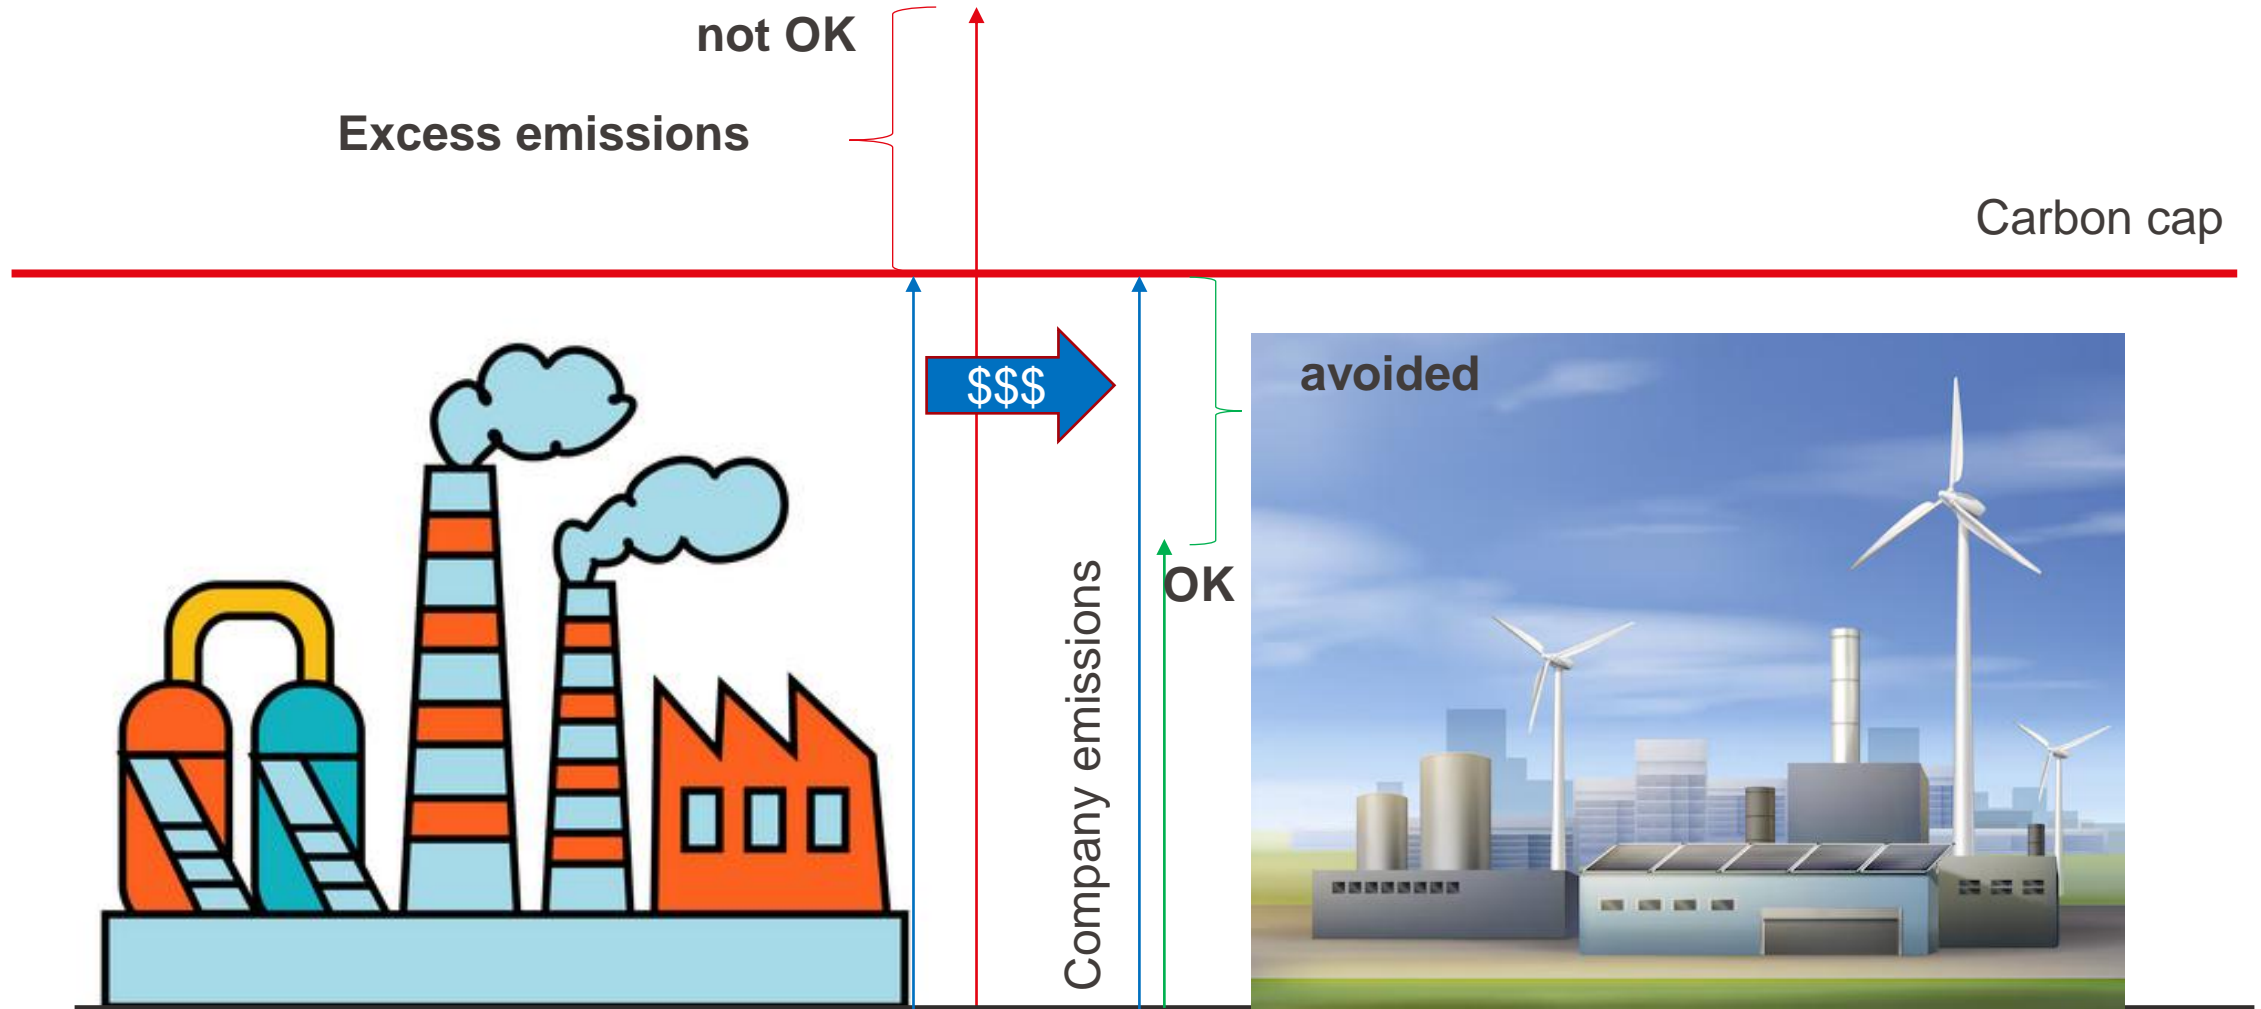 not OK
Excess emissions
Carbon cap
$$$
avoided
OK
Company emissions